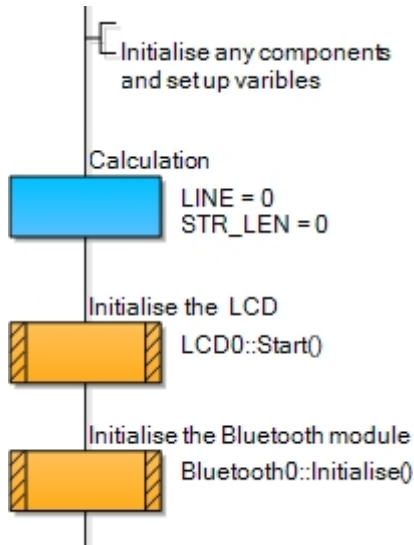 Initialise any components
and set up varibles
Calculation
LINE = 0
STR_LEN = 0
Initialise the LCD
LCD0::Start()
Initialise the Bluetooth module
Bluetooth0::Initialise()